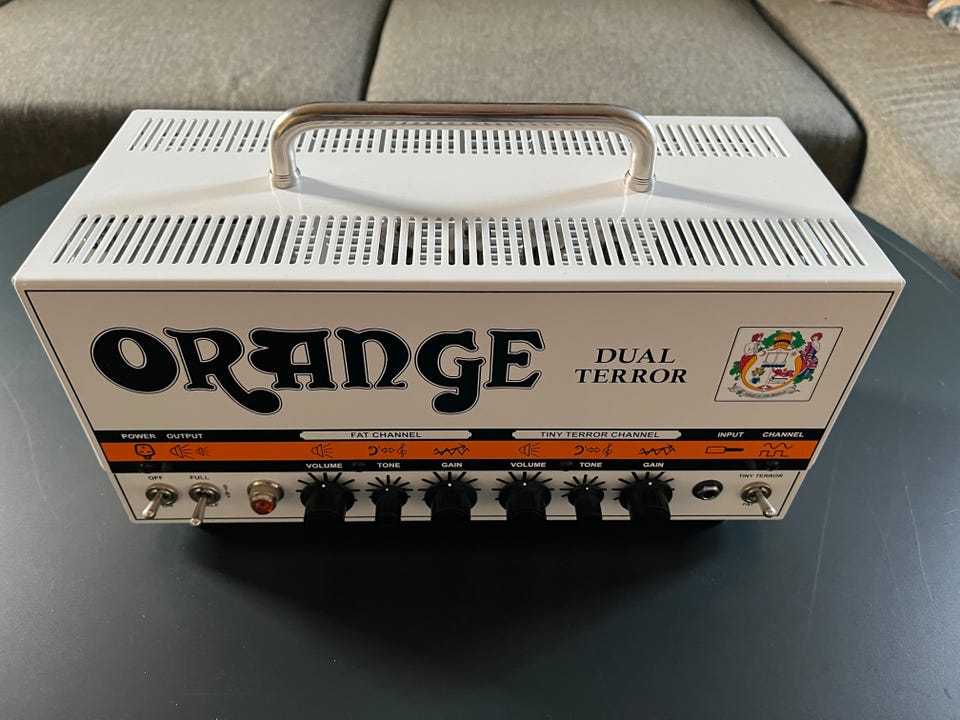 ORANGE
DUAL
TERROR
POWER OUTPUT FAT CHANNEL TINY TERROR CHANNEL INPUT CHANNEL
VOLUME TONE GAIN VOLUME TONE GAIN
OFF FULL TINY TERROR
FAT